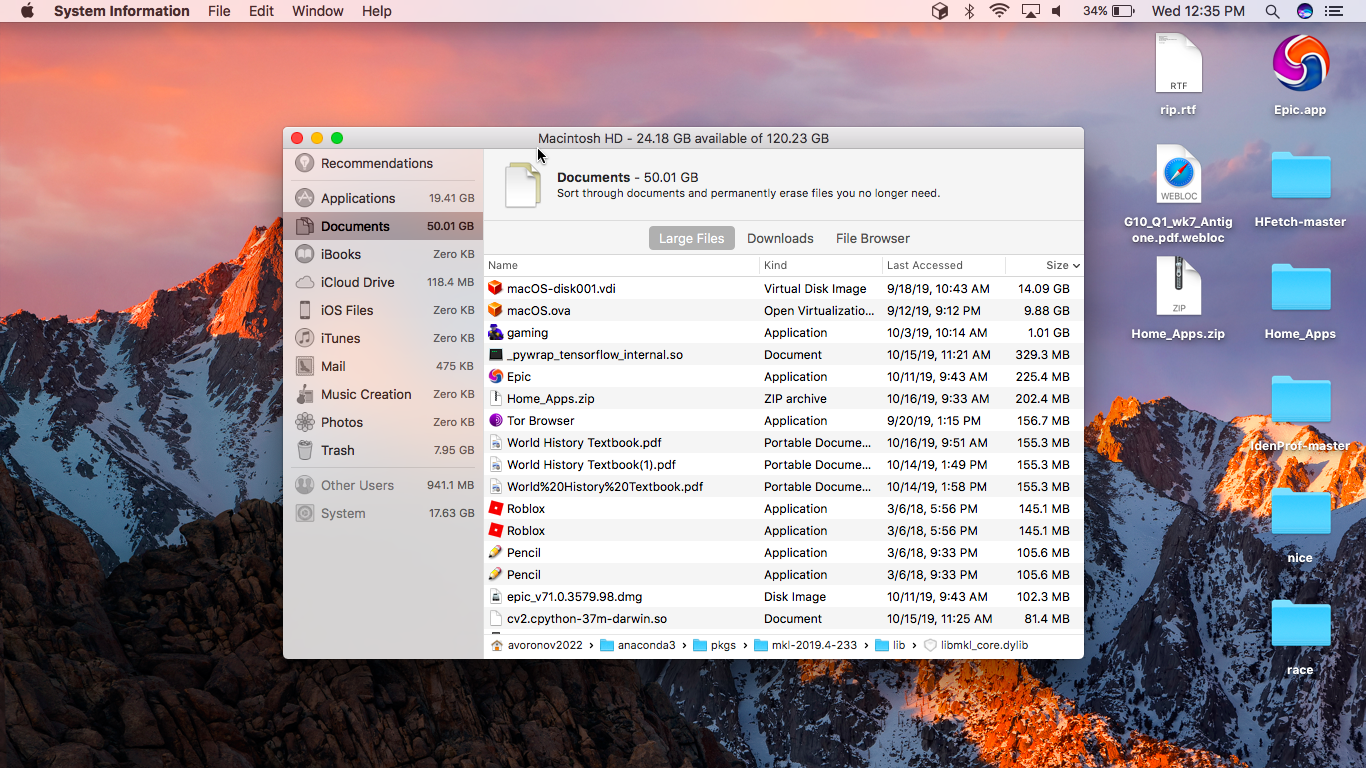 System Information File Edit Window Help 34% Wed 12:35 PM
RTF
rip.rtf
Epic.app
WEBLOC
G10_Q1_wk7_Antig
one.pdf.webloc
HFetch-master
ZIP
Home_Apps.zip
Home_Apps
IdenProf-master
nice
race
Macintosh HD - 24.18 GB available of 120.23 GB
Recommendations
Applications 19.41 GB
Documents 50.01 GB
iBooks Zero KB
iCloud Drive 118.4 MB
iOS Files Zero KB
iTunes Zero KB
Mail 475 KB
Music Creation Zero KB
Photos Zero KB
Trash 7.95 GB
Other Users 941.1 MB
System 17.63 GB
Documents - 50.01 GB
Sort through documents and permanently erase files you no longer need.
Large Files Downloads File Browser
Name Kind Last Accessed Size
macOS-disk001.vdi Virtual Disk Image 9/18/19, 10:43 AM 14.09 GB
macOS.ova Open Virtualizatio... 9/12/19, 9:12 PM 9.88 GB
gaming Application 10/3/19, 10:14 AM 1.01 GB
_pywrap_tensorflow_internal.so Document 10/15/19, 11:21 AM 329.3 MB
Epic Application 10/11/19, 9:43 AM 225.4 MB
Home_Apps.zip ZIP archive 10/16/19, 9:33 AM 202.4 MB
Tor Browser Application 9/20/19, 1:15 PM 156.7 MB
World History Textbook.pdf Portable Docume... 10/16/19, 9:51 AM 155.3 MB
World History Textbook(1).pdf Portable Docume... 10/14/19, 1:49 PM 155.3 MB
World%20History%20Textbook.pdf Portable Docume... 10/14/19, 1:58 PM 155.3 MB
Roblox Application 3/6/18, 5:56 PM 145.1 MB
Roblox Application 3/6/18, 5:56 PM 145.1 MB
Pencil Application 3/6/18, 9:33 PM 105.6 MB
Pencil Application 3/6/18, 9:33 PM 105.6 MB
epic_v71.0.3579.98.dmg Disk Image 10/11/19, 9:43 AM 102.3 MB
cv2.cpython-37m-darwin.so Document 10/15/19, 11:25 AM 81.4 MB
avoronov2022 › anaconda3 › pkgs › mkl-2019.4-233 › lib › libmkl_core.dylib